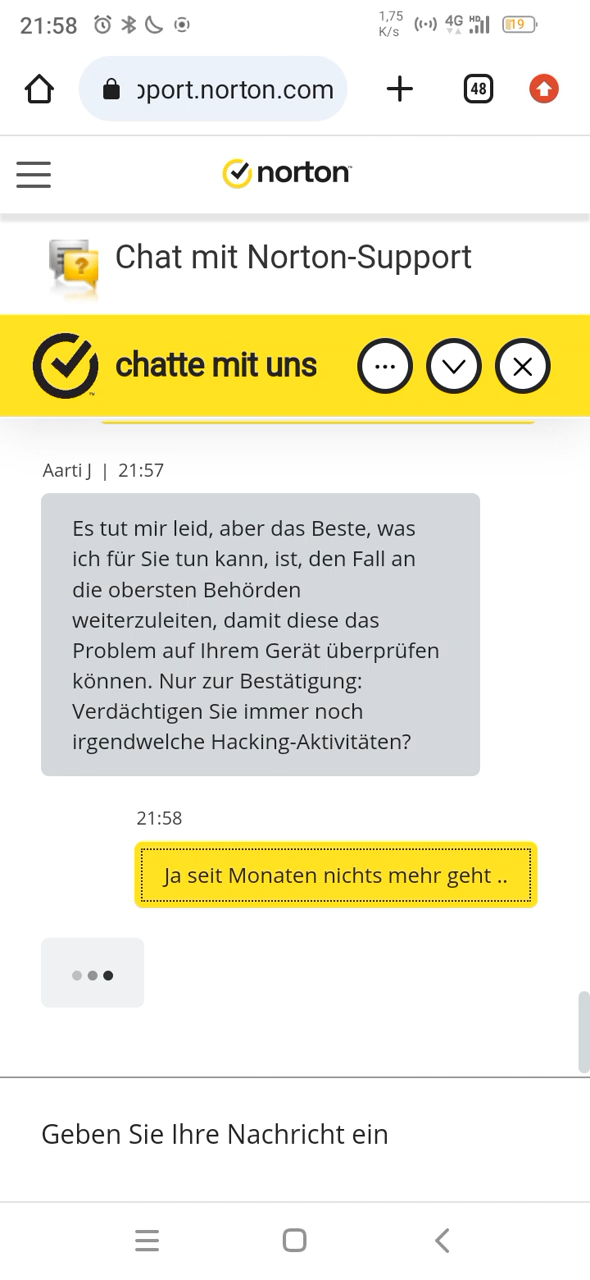 21:58
1,75
K/s
4G
HD
19
pport.norton.com
48
norton
Chat mit Norton-Support
?
chatte mit uns
Aarti J | 21:57
Es tut mir leid, aber das Beste, was
ich für Sie tun kann, ist, den Fall an
die obersten Behörden
weiterzuleiten, damit diese das
Problem auf Ihrem Gerät überprüfen
können. Nur zur Bestätigung:
Verdächtigen Sie immer noch
irgendwelche Hacking-Aktivitäten?
21:58
Ja seit Monaten nichts mehr geht ..
Geben Sie Ihre Nachricht ein